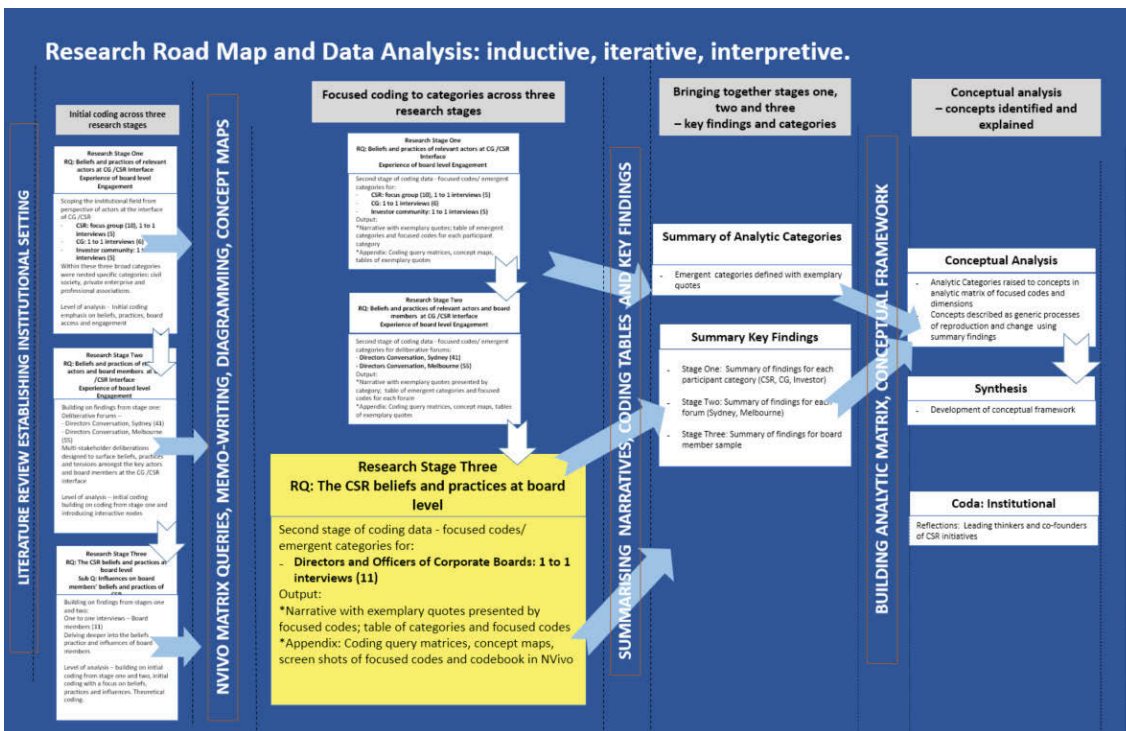 Research Road Map and Data Analysis: inductive, iterative, interpretive.
LITERATURE REVIEW ESTABLISHING INSTITUTIONAL SETTING
Initial coding across three
research stages
Research Stage One
RQ: Beliefs and practices of relevant
actors at CG /CSR Interface
Experience of board level
Engagement
Scoping the institutional field from
perspective of actors at the interface
of CG /CSR
- CSR: focus group (10), 1 to 1
interviews (5)
- CG: 1 to 1 interviews (6)
- Investor community: 1
interviews (5)
Within these three broad categories
were nested specific categories: civil
society, private enterprise and
professional associations.
Level of analysis - initial coding
emphasis on beliefs, practices, board
access and engagement
Research Stage Two
RQ: Beliefs and practices of
actors and board members at
/CSR Interface
Experience of board level
Engagement
Building on findings from stage one:
Deliberative forums –
- Directors Conversation, Sydney (41)
- Directors Conversation, Melbourne
(55)
Multi-stakeholder deliberations
designed to surface beliefs, practices
and tensions amongst the key actors
and board members at the CG /CSR
interface
Level of analysis – initial coding
building on coding from stage one and
introducing interactive nodes
Research Stage Three
RQ: The CSR beliefs and practices at
board level
Sub Q: Influences on board
members' beliefs and practices of
Building on findings from stages one
and two:
One to one interviews – Board
members (11)
Delving deeper into the beliefs
practice and influences of board
members
Level of analysis – building on initial
coding from stage one and two, initial
coding with a focus on beliefs,
practices and influences. Theoretical
coding.
NVIVO MATRIX QUERIES, MEMO-WRITING, DIAGRAMMING, CONCEPT MAPS
Focused coding to categories across three
research stages
Research Stage One
RQ: Beliefs and practices of relevant actors at CG /CSR
Interface
Experience of board level Engagement
Second stage of coding data - focused codes/ emergent
categories for:
- CSR: focus group (10), 1 to 1 interviews (5)
- CG: 1 to 1 interviews (6)
- Investor community: 1 to 1 interviews (5)
Output:
*Narrative with exemplary quotes; table of emergent
categories and focused codes for each participant
category
*Appendix: Coding query matrices, concept maps,
tables of exemplary quotes
Research Stage Two
RQ: Beliefs and practices of relevant actors and board
members at CG /CSR Interface
Experience of board level Engagement
Second stage of coding data - focused codes/ emergent
categories for deliberative forums:
- Directors Conversation, Sydney (41)
- Directors Conversation, Melbourne (55)
Output:
*Narrative with exemplary quotes presented by
category; table of emergent categories and focused
codes for each forum
*Appendix: Coding query matrices, concept maps, tables
of exemplary quotes
Research Stage Three
RQ: The CSR beliefs and practices at board
level
Second stage of coding data - focused codes/
emergent categories for:
- Directors and Officers of Corporate Boards: 1 to 1
interviews (11)
Output:
*Narrative with exemplary quotes presented by
focused codes; table of categories and focused codes
*Appendix: Coding query matrices, concept maps,
screen shots of focused codes and codebook in NVivo
SUMMARISING NARRATIVES, CODING TABLES AND KEY FINDINGS
Bringing together stages one,
two and three
– key findings and categories
Summary of Analytic Categories
- Emergent categories defined with exemplary
quotes
Summary Key Findings
- Stage One: Summary of findings for each
participant category (CSR, CG, Investor)
- Stage Two: Summary of findings for each
forum (Sydney, Melbourne)
- Stage Three: Summary of findings for board
member sample
BUILDING ANALYTIC MATRIX, CONCEPTUAL FRAMEWORK
Conceptual analysis
– concepts identified and
explained
Conceptual Analysis
- Analytic Categories raised to concepts in
analytic matrix of focused codes and
dimensions
- Concepts described as generic processes
of reproduction and change using
summary findings
Synthesis
- Development of conceptual framework
Coda: Institutional
Reflections: Leading thinkers and co-founders
of CSR initiatives